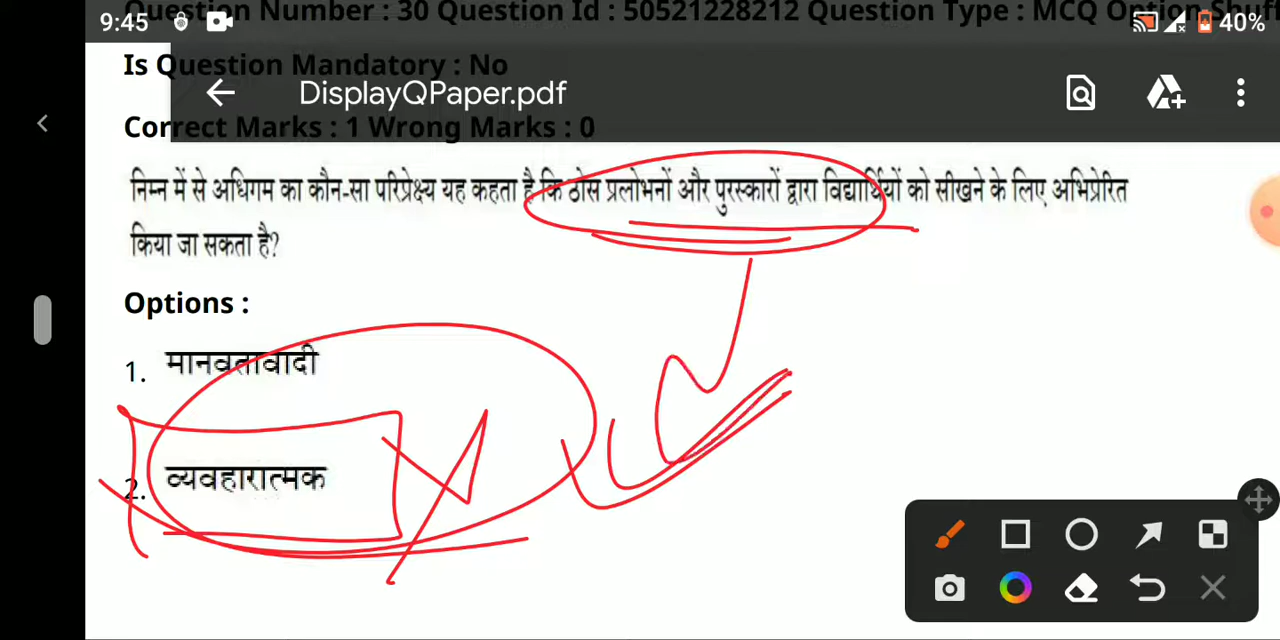 Question Number : 30 Question Id : 50521228212 Question Type : MCQ Option Shuff
9:45
40%
Is Question Mandatory : No
DisplayQPaper.pdf
Correct Marks : 1 Wrong Marks : 0
निम्न में से अधिगम का कौन-सा परिप्रेक्ष्य यह कहता है कि ठोस प्रलोभनों और पुरस्कारों द्वारा विद्यार्थियों को सीखने के लिए अभिप्रेरित
किया जा सकता है?
Options :
1. मानवतावादी
2. व्यवहारात्मक